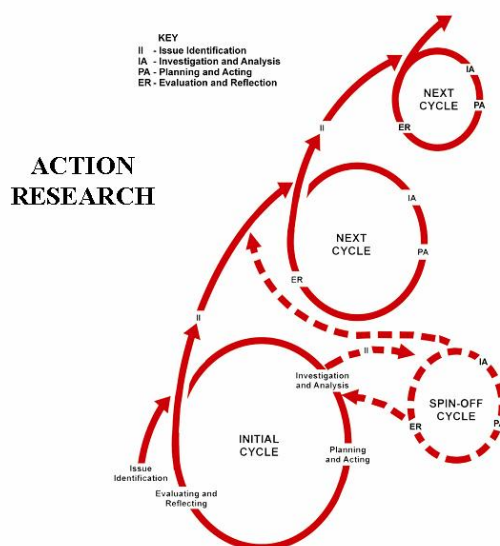 KEY
II - Issue Identification
IA - Investigation and Analysis
PA - Planning and Acting
ER - Evaluation and Reflection
ACTION
RESEARCH
IA
NEXT
CYCLE
PA
ER
II
IA
NEXT
CYCLE
PA
ER
II
II
IA
Investigation
and Analysis
SPIN-OFF
CYCLE
PA
ER
INITIAL
CYCLE
Planning
and Acting
Issue
Identification
Evaluating and
Reflecting